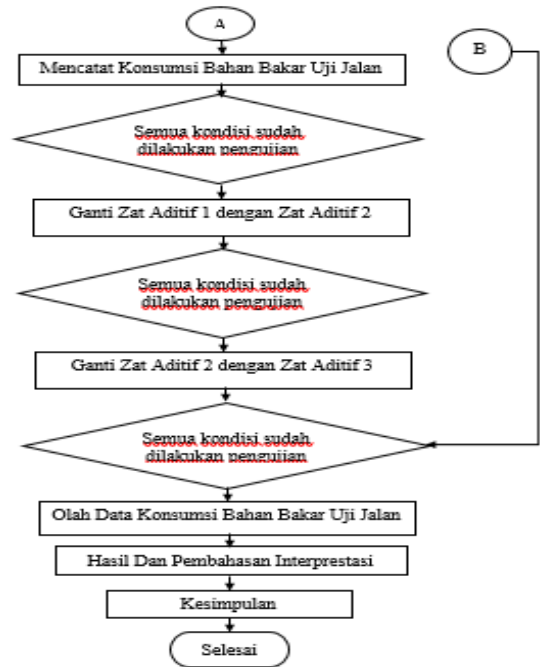 A
B
Mencatat Konsumsi Bahan Bakar Uji Jalan
Semua kondisi sudah
dilakukan pengujian
Ganti Zat Aditif 1 dengan Zat Aditif 2
Semua kondisi sudah
dilakukan pengujian
Ganti Zat Aditif 2 dengan Zat Aditif 3
Semua kondisi sudah
dilakukan pengujian
Olah Data Konsumsi Bahan Bakar Uji Jalan
Hasil Dan Pembahasan Interprestasi
Kesimpulan
Selesai